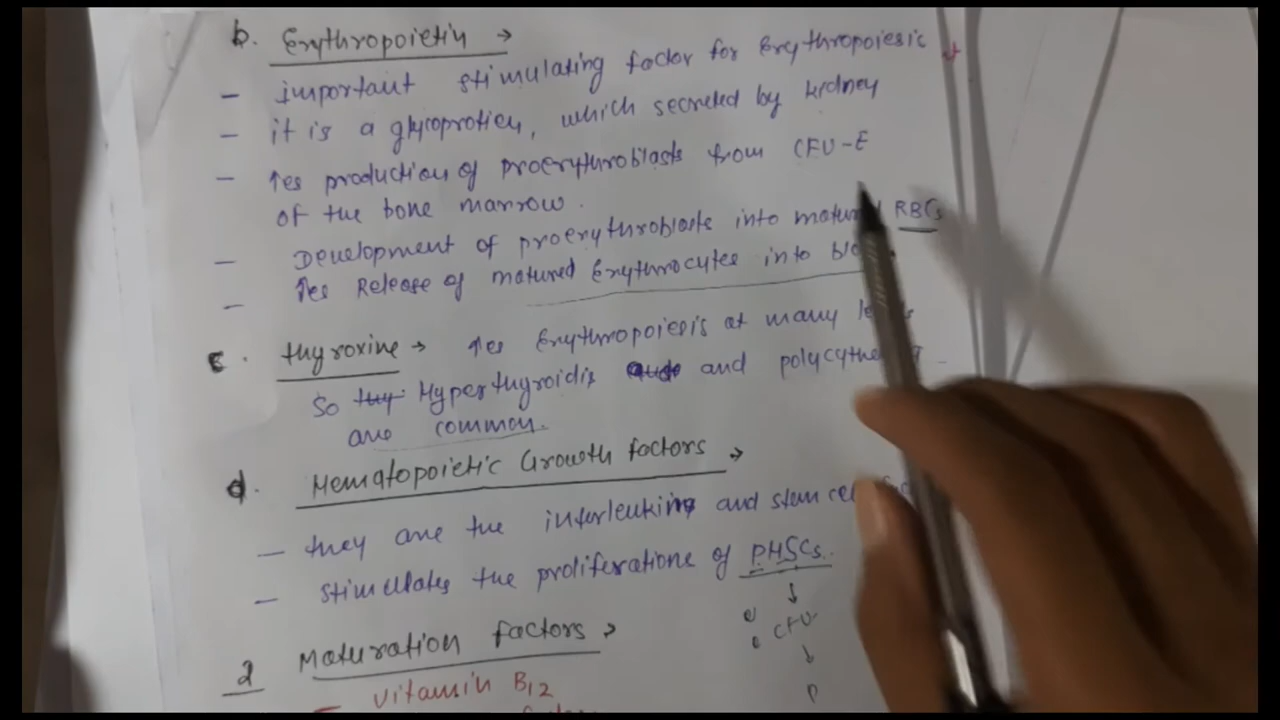 b. Erythropoietin →
– important stimulating factor for Erythropoiesis
– it is a glycoprotien, which secreted by kidney
– ↑es production of proerythroblasts from CFU-E
of the bone marrow.
– Development of proerythroblasts into matured RBCs
– ↑es Release of matured Erythrocytes into
c. thyroxine → ↑es Erythropoiesis at many
So Hyperthyroidis and
are common.
d. Hematopoietic Growth factors →
– they are the interleukins and stem
– stimulates the proliferations of PHSCs.
↓
CFU-
↓
P
2 Maturation factors →
– Vitamin B12